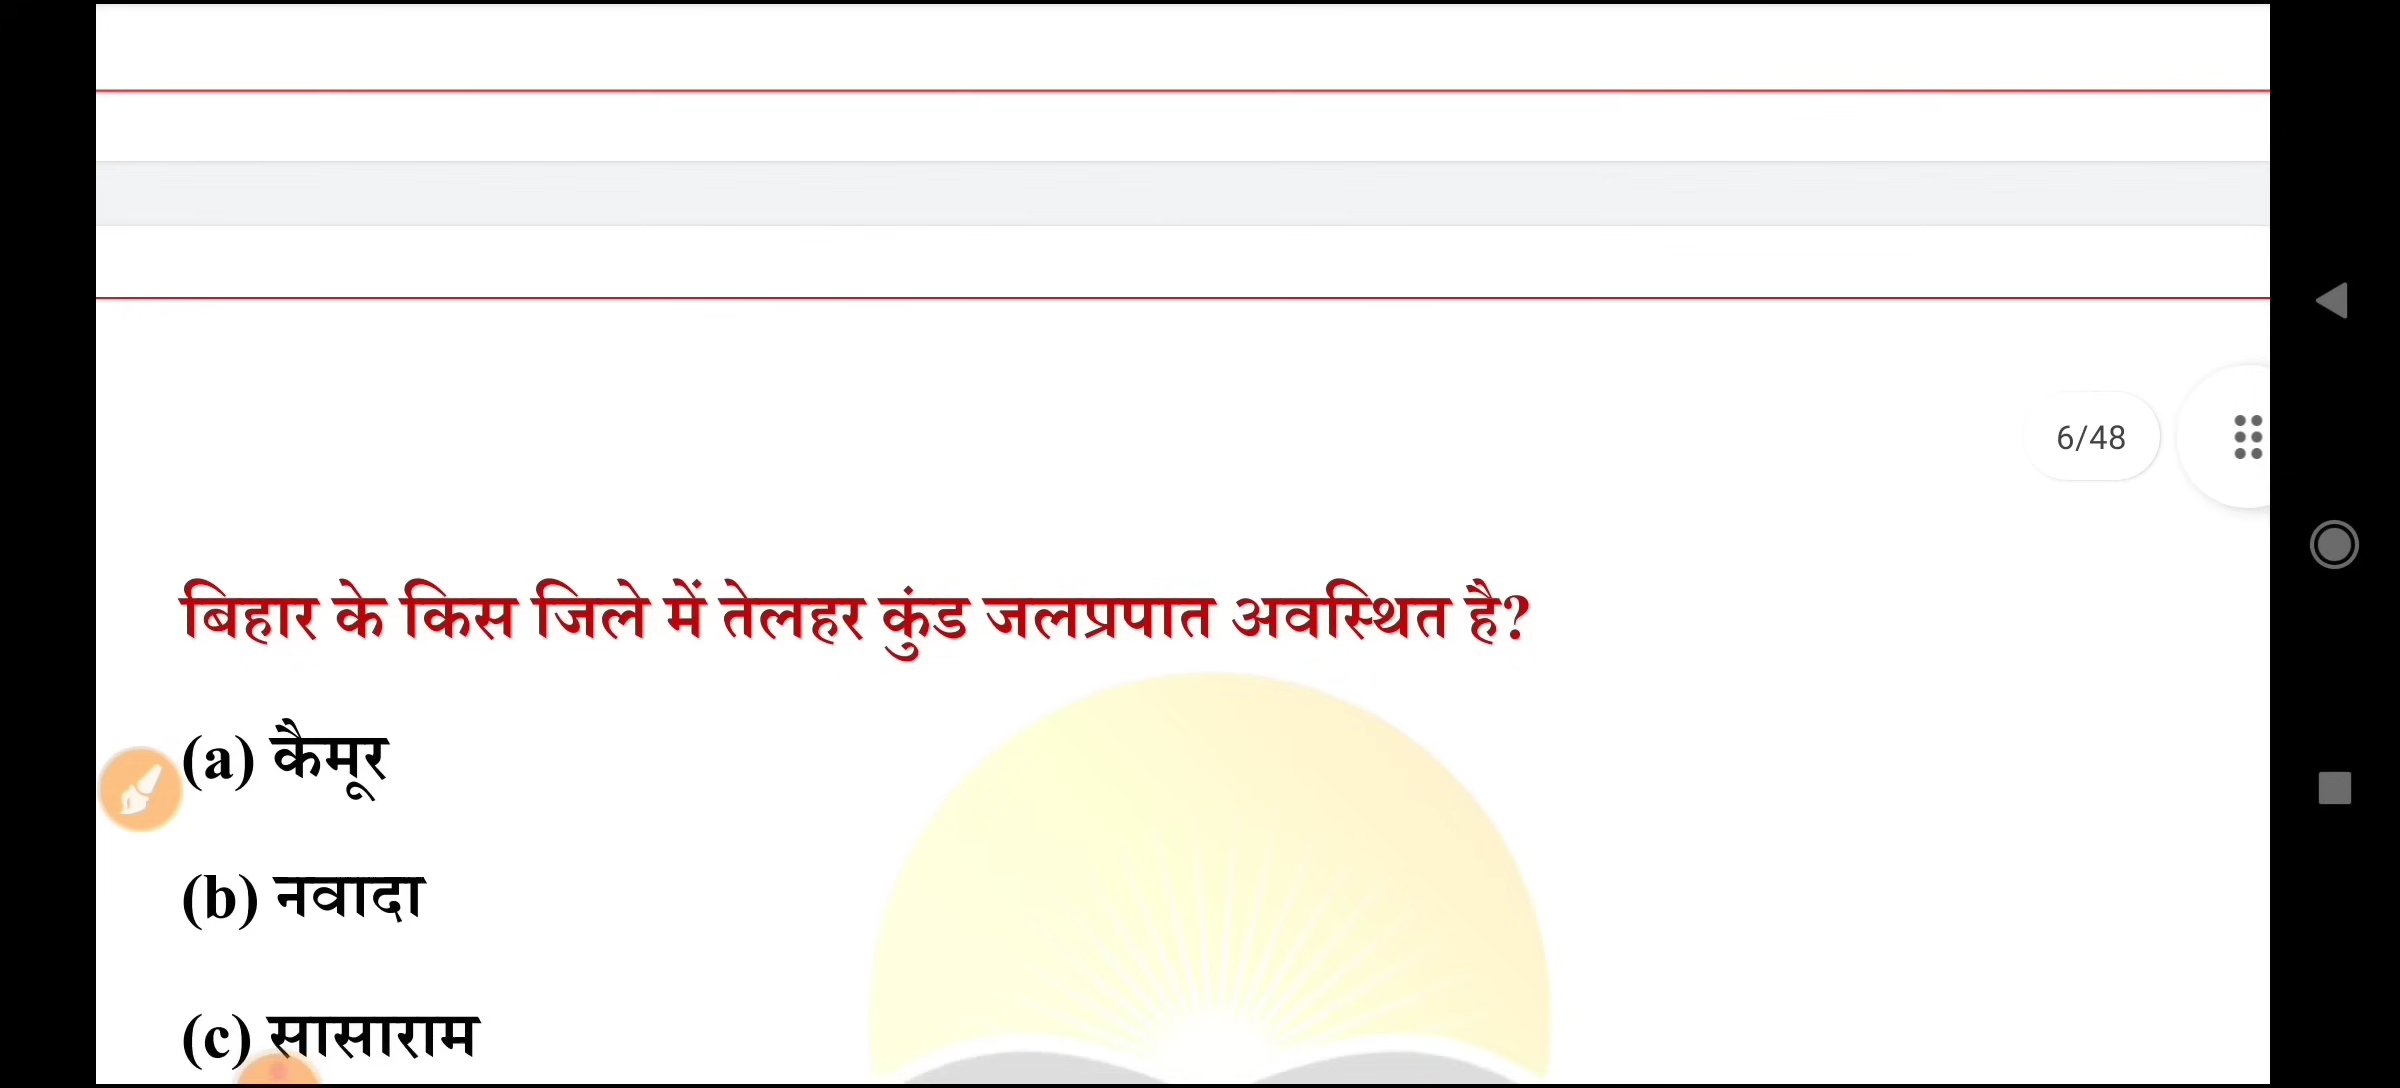 6/48
बिहार के किस जिले में तेलहर कुंड जलप्रपात अवस्थित है?
(a) कैमूर
(b) नवादा
(c) सासाराम